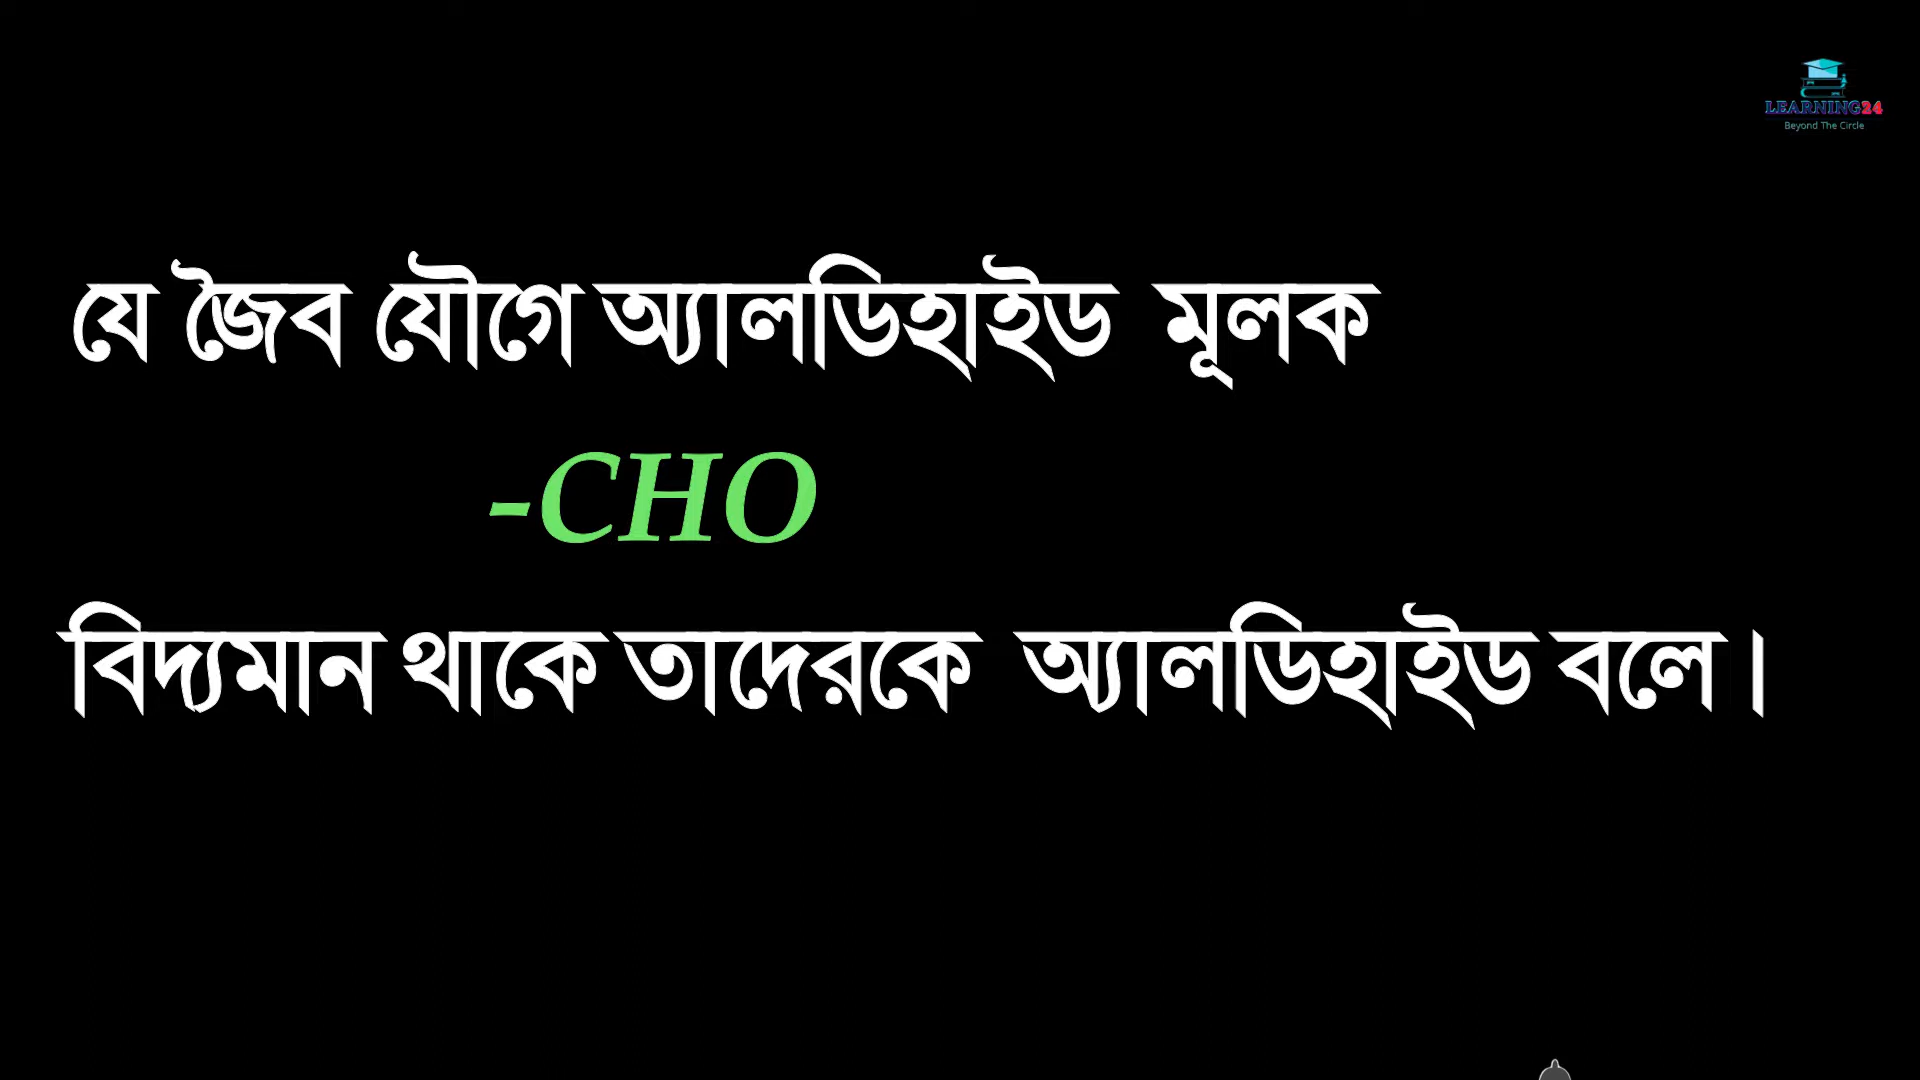 LEARNING24
Beyond The Circle
যে জৈব যৌগে অ্যালডিহাইড মূলক
-CHO
বিদ্যমান থাকে তাদেরকে অ্যালডিহাইড বলে।